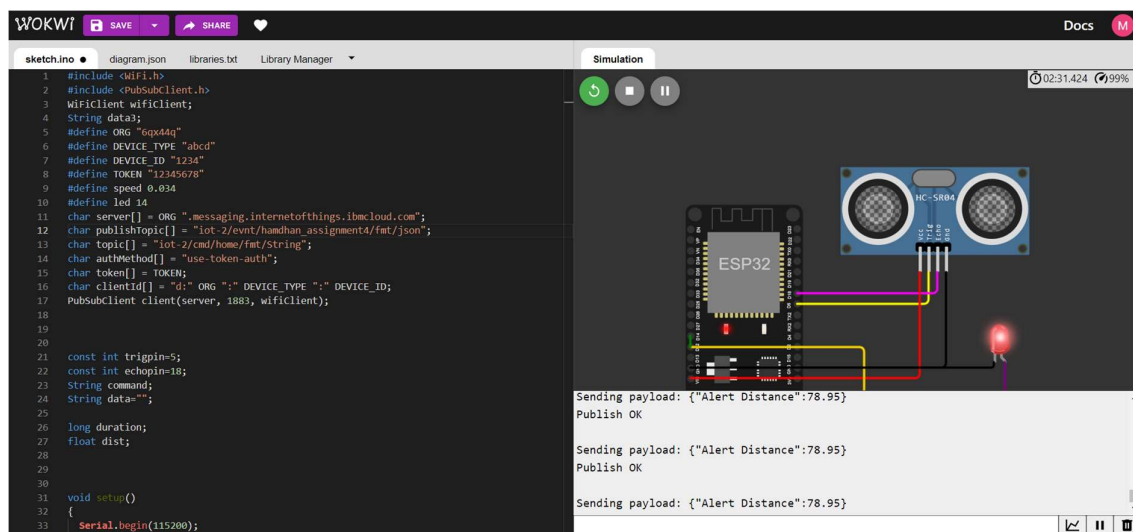 WOKWI SAVE SHARE Docs M
sketch.ino ● diagram.json libraries.txt Library Manager
1 #include <WiFi.h>
2 #include <PubSubClient.h>
3 WiFiClient wifiClient;
4 String data3;
5 #define ORG "6qx44q"
6 #define DEVICE_TYPE "abcd"
7 #define DEVICE_ID "1234"
8 #define TOKEN "12345678"
9 #define speed 0.034
10 #define led 14
11 char server[] = ORG ".messaging.internetofthings.ibmcloud.com";
12 char publishTopic[] = "iot-2/evnt/hamdhan_assignment4/fmt/json";
13 char topic[] = "iot-2/cmd/home/fmt/String";
14 char authMethod[] = "use-token-auth";
15 char token[] = TOKEN;
16 char clientId[] = "d:" ORG ":" DEVICE_TYPE ":" DEVICE_ID;
17 PubSubClient client(server, 1883, wifiClient);
18
19
20
21 const int trigpin=5;
22 const int echopin=18;
23 String command;
24 String data="";
25
26 long duration;
27 float dist;
28
29
30
31 void setup()
32 {
33 Serial.begin(115200);
Simulation
02:31.424 99%
HC-SR04
Vcc
Trig
Echo
Gnd
ESP32
Sending payload: {"Alert Distance":78.95}
Publish OK
Sending payload: {"Alert Distance":78.95}
Publish OK
Sending payload: {"Alert Distance":78.95}